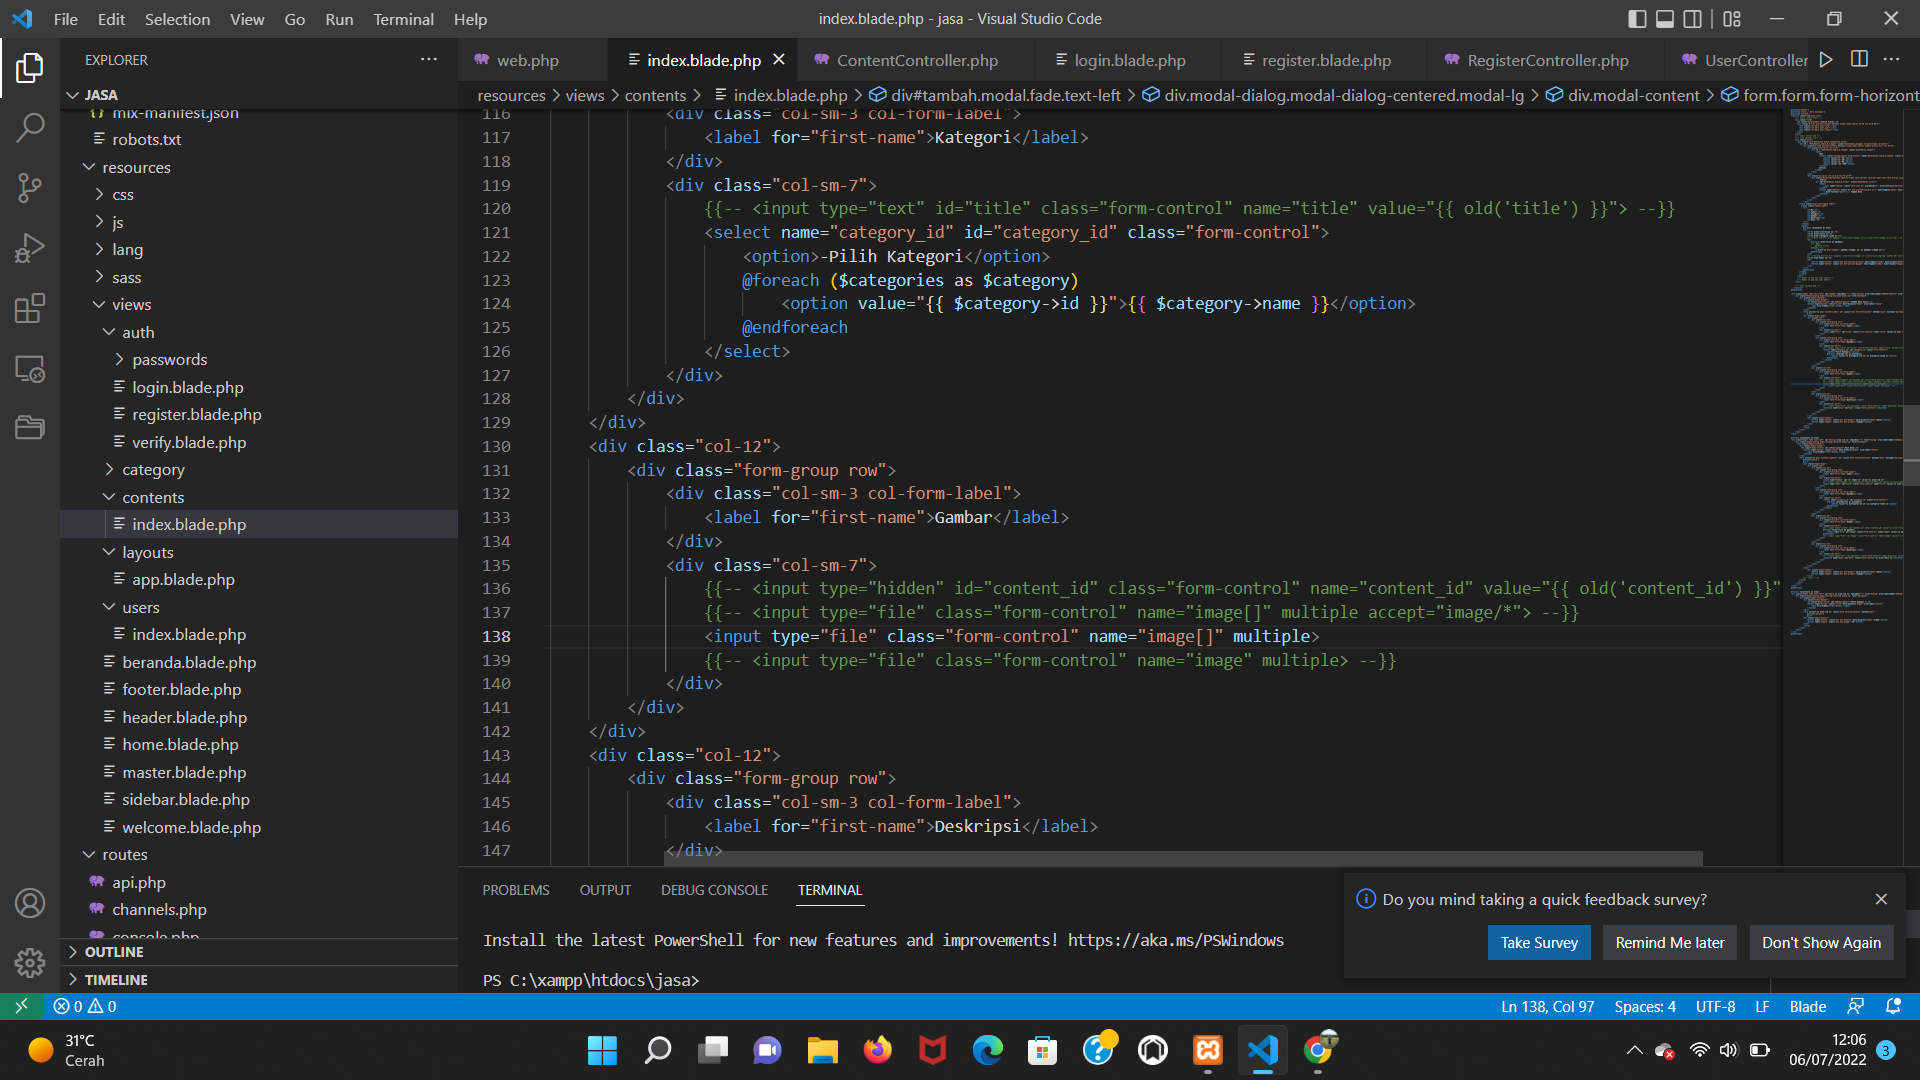 File Edit Selection View Go Run Terminal Help
index.blade.php - jasa - Visual Studio Code
EXPLORER
web.php
index.blade.php
ContentController.php
login.blade.php
register.blade.php
RegisterController.php
UserController
JASA
resources > views > contents > index.blade.php > div#tambah.modal.fade.text-left > div.modal-dialog.modal-dialog-centered.modal-lg > div.modal-content > form.form.form-horizont
mix-manifest.json
robots.txt
resources
css
js
lang
sass
views
auth
passwords
login.blade.php
register.blade.php
verify.blade.php
category
contents
index.blade.php
layouts
app.blade.php
users
index.blade.php
beranda.blade.php
footer.blade.php
header.blade.php
home.blade.php
master.blade.php
sidebar.blade.php
welcome.blade.php
routes
api.php
channels.php
console.php
OUTLINE
TIMELINE
116 <div class="col-sm-3 col-form-label">
117 <label for="first-name">Kategori</label>
118 </div>
119 <div class="col-sm-7">
120 {{-- <input type="text" id="title" class="form-control" name="title" value="{{ old('title') }}"> --}}
121 <select name="category_id" id="category_id" class="form-control">
122 <option>-Pilih Kategori</option>
123 @foreach ($categories as $category)
124 <option value="{{ $category->id }}">{{ $category->name }}</option>
125 @endforeach
126 </select>
127 </div>
128 </div>
129 </div>
130 <div class="col-12">
131 <div class="form-group row">
132 <div class="col-sm-3 col-form-label">
133 <label for="first-name">Gambar</label>
134 </div>
135 <div class="col-sm-7">
136 {{-- <input type="hidden" id="content_id" class="form-control" name="content_id" value="{{ old('content_id') }}"
137 {{-- <input type="file" class="form-control" name="image[]" multiple accept="image/*"> --}}
138 <input type="file" class="form-control" name="image[]" multiple>
139 {{-- <input type="file" class="form-control" name="image" multiple> --}}
140 </div>
141 </div>
142 </div>
143 <div class="col-12">
144 <div class="form-group row">
145 <div class="col-sm-3 col-form-label">
146 <label for="first-name">Deskripsi</label>
147 </div>
PROBLEMS OUTPUT DEBUG CONSOLE TERMINAL
Install the latest PowerShell for new features and improvements! https://aka.ms/PSWindows
PS C:\xampp\htdocs\jasa>
Do you mind taking a quick feedback survey?
Take Survey
Remind Me later
Don't Show Again
0 0
Ln 138, Col 97 Spaces: 4 UTF-8 LF Blade
31°C
Cerah
12:06
06/07/2022
3